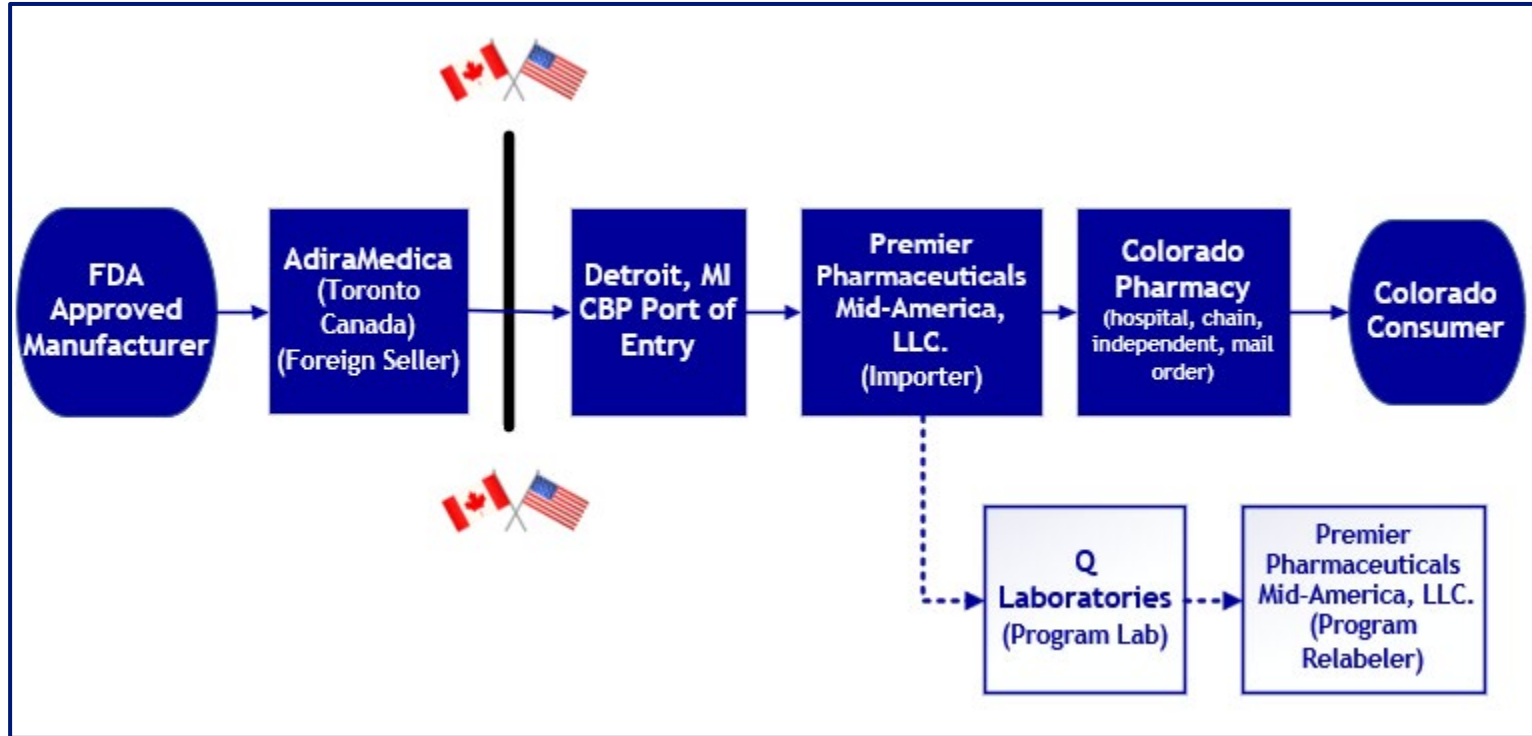 FDA
Approved
Manufacturer
AdiraMedica
(Toronto
Canada)
(Foreign Seller)
Detroit, MI
CBP Port of
Entry
Premier
Pharmaceuticals
Mid-America,
LLC.
(Importer)
Colorado
Pharmacy
(hospital, chain,
independent, mail
order)
Colorado
Consumer
Q
Laboratories
(Program Lab)
Premier
Pharmaceuticals
Mid-America, LLC.
(Program
Relabeler)